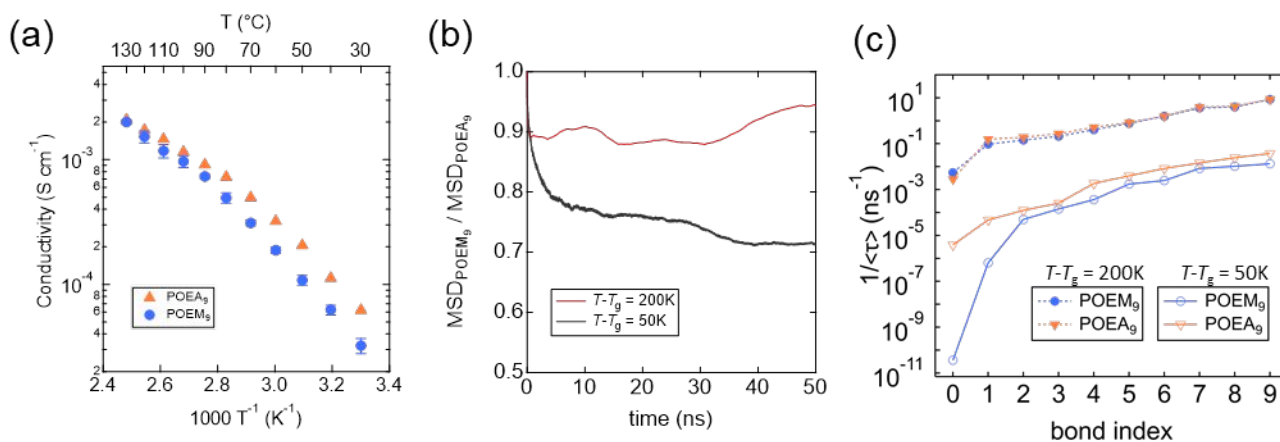 (a)
T (°C)
130 110 90 70 50 30
4
2
10⁻³
8
6
4
2
10⁻⁴
8
6
4
2
Conductivity (S cm⁻¹)
POEA₉
POEM₉
2.4 2.6 2.8 3.0 3.2 3.4
1000 T⁻¹ (K⁻¹)
(b)
1.0
0.9
0.8
0.7
0.6
0.5
MSD_POEM₉ / MSD_POEA₉
T-Tg = 200K
T-Tg = 50K
0 10 20 30 40 50
time (ns)
(c)
10¹
10⁻¹
10⁻³
10⁻⁵
10⁻⁷
10⁻⁹
10⁻¹¹
1/<τ> (ns⁻¹)
T-Tg = 200K T-Tg = 50K
POEM₉ POEM₉
POEA₉ POEA₉
0 1 2 3 4 5 6 7 8 9
bond index